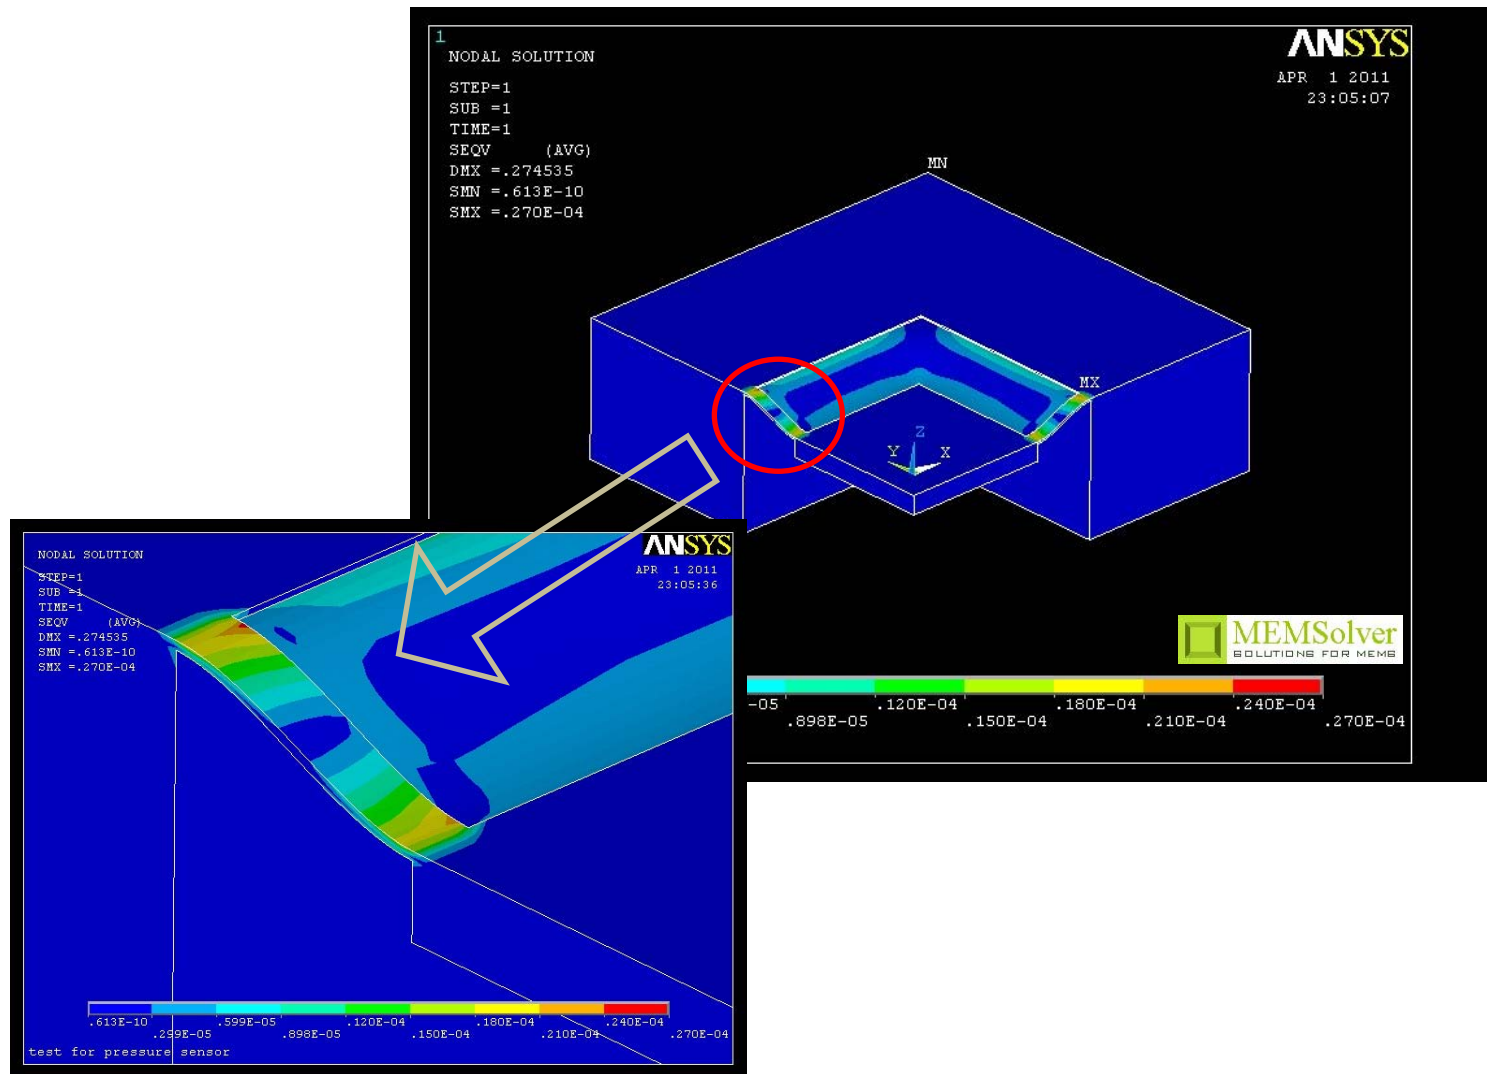 1
NODAL SOLUTION
STEP=1
SUB =1
TIME=1
SEQV (AVG)
DMX =.274535
SMN =.613E-10
SMX =.270E-04
ANSYS
APR 1 2011
23:05:07
MN
MX
Z
Y X
MEMSolver
SOLUTIONS FOR MEMS
-05 .120E-04 .180E-04 .240E-04
.898E-05 .150E-04 .210E-04 .270E-04
NODAL SOLUTION
STEP=1
SUB =1
TIME=1
SEQV (AVG)
DMX =.274535
SMN =.613E-10
SMX =.270E-04
ANSYS
APR 1 2011
23:05:36
.613E-10 .599E-05 .120E-04 .180E-04 .240E-04
.299E-05 .898E-05 .150E-04 .210E-04 .270E-04
test for pressure sensor